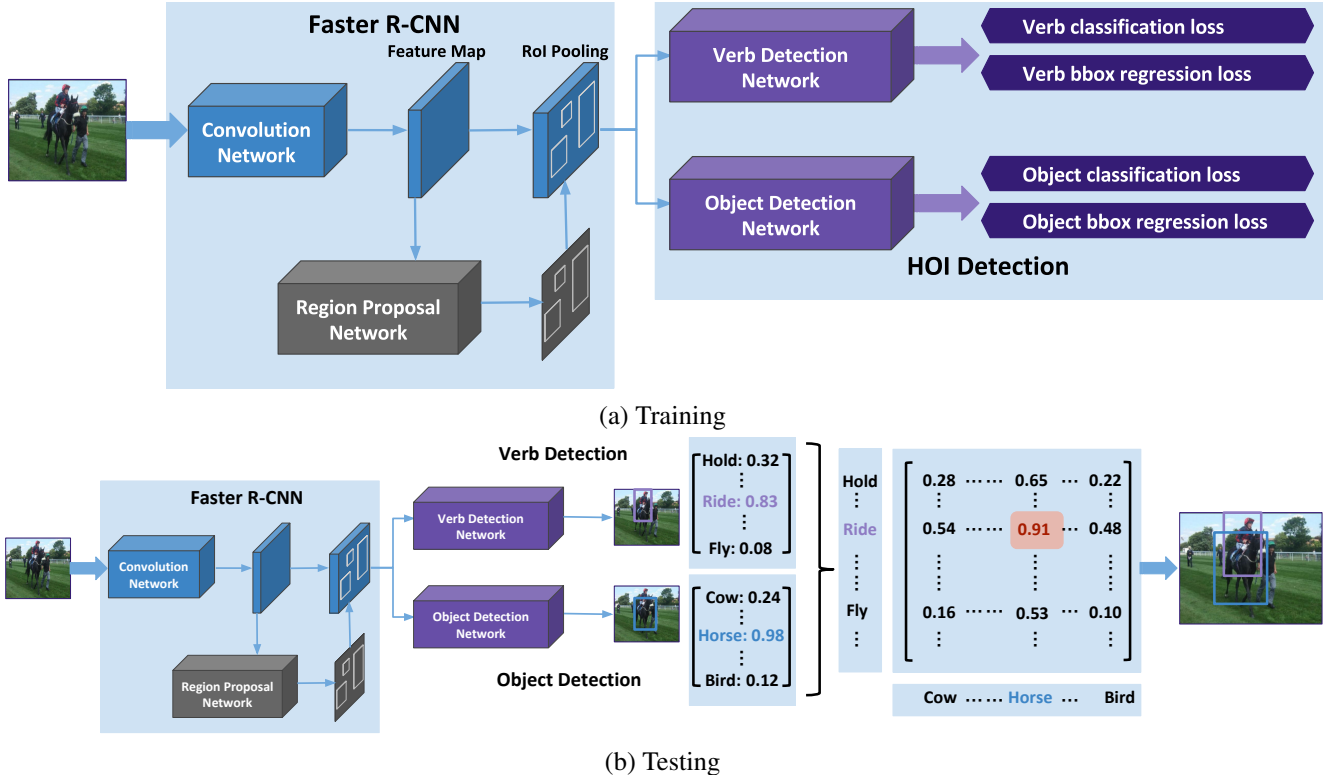 Faster R-CNN
Feature Map
RoI Pooling
Convolution
Network
Region Proposal
Network
Verb Detection
Network
Verb classification loss
Verb bbox regression loss
Object Detection
Network
Object classification loss
Object bbox regression loss
HOI Detection
(a) Training
Faster R-CNN
Convolution
Network
Region Proposal
Network
Verb Detection
Verb Detection
Network
Object Detection
Network
Object Detection
Hold: 0.32
⋮
Ride: 0.83
⋮
Fly: 0.08
Cow: 0.24
⋮
Horse: 0.98
⋮
Bird: 0.12
Hold
⋮
Ride
⋮
Fly
⋮
0.28 ⋯⋯ 0.65 ⋯ 0.22
⋮ ⋮ ⋮
0.54 ⋯⋯ 0.91 ⋯ 0.48
⋮ ⋮ ⋮
0.16 ⋯⋯ 0.53 ⋯ 0.10
⋮ ⋮ ⋮
Cow ⋯⋯ Horse ⋯ Bird
(b) Testing